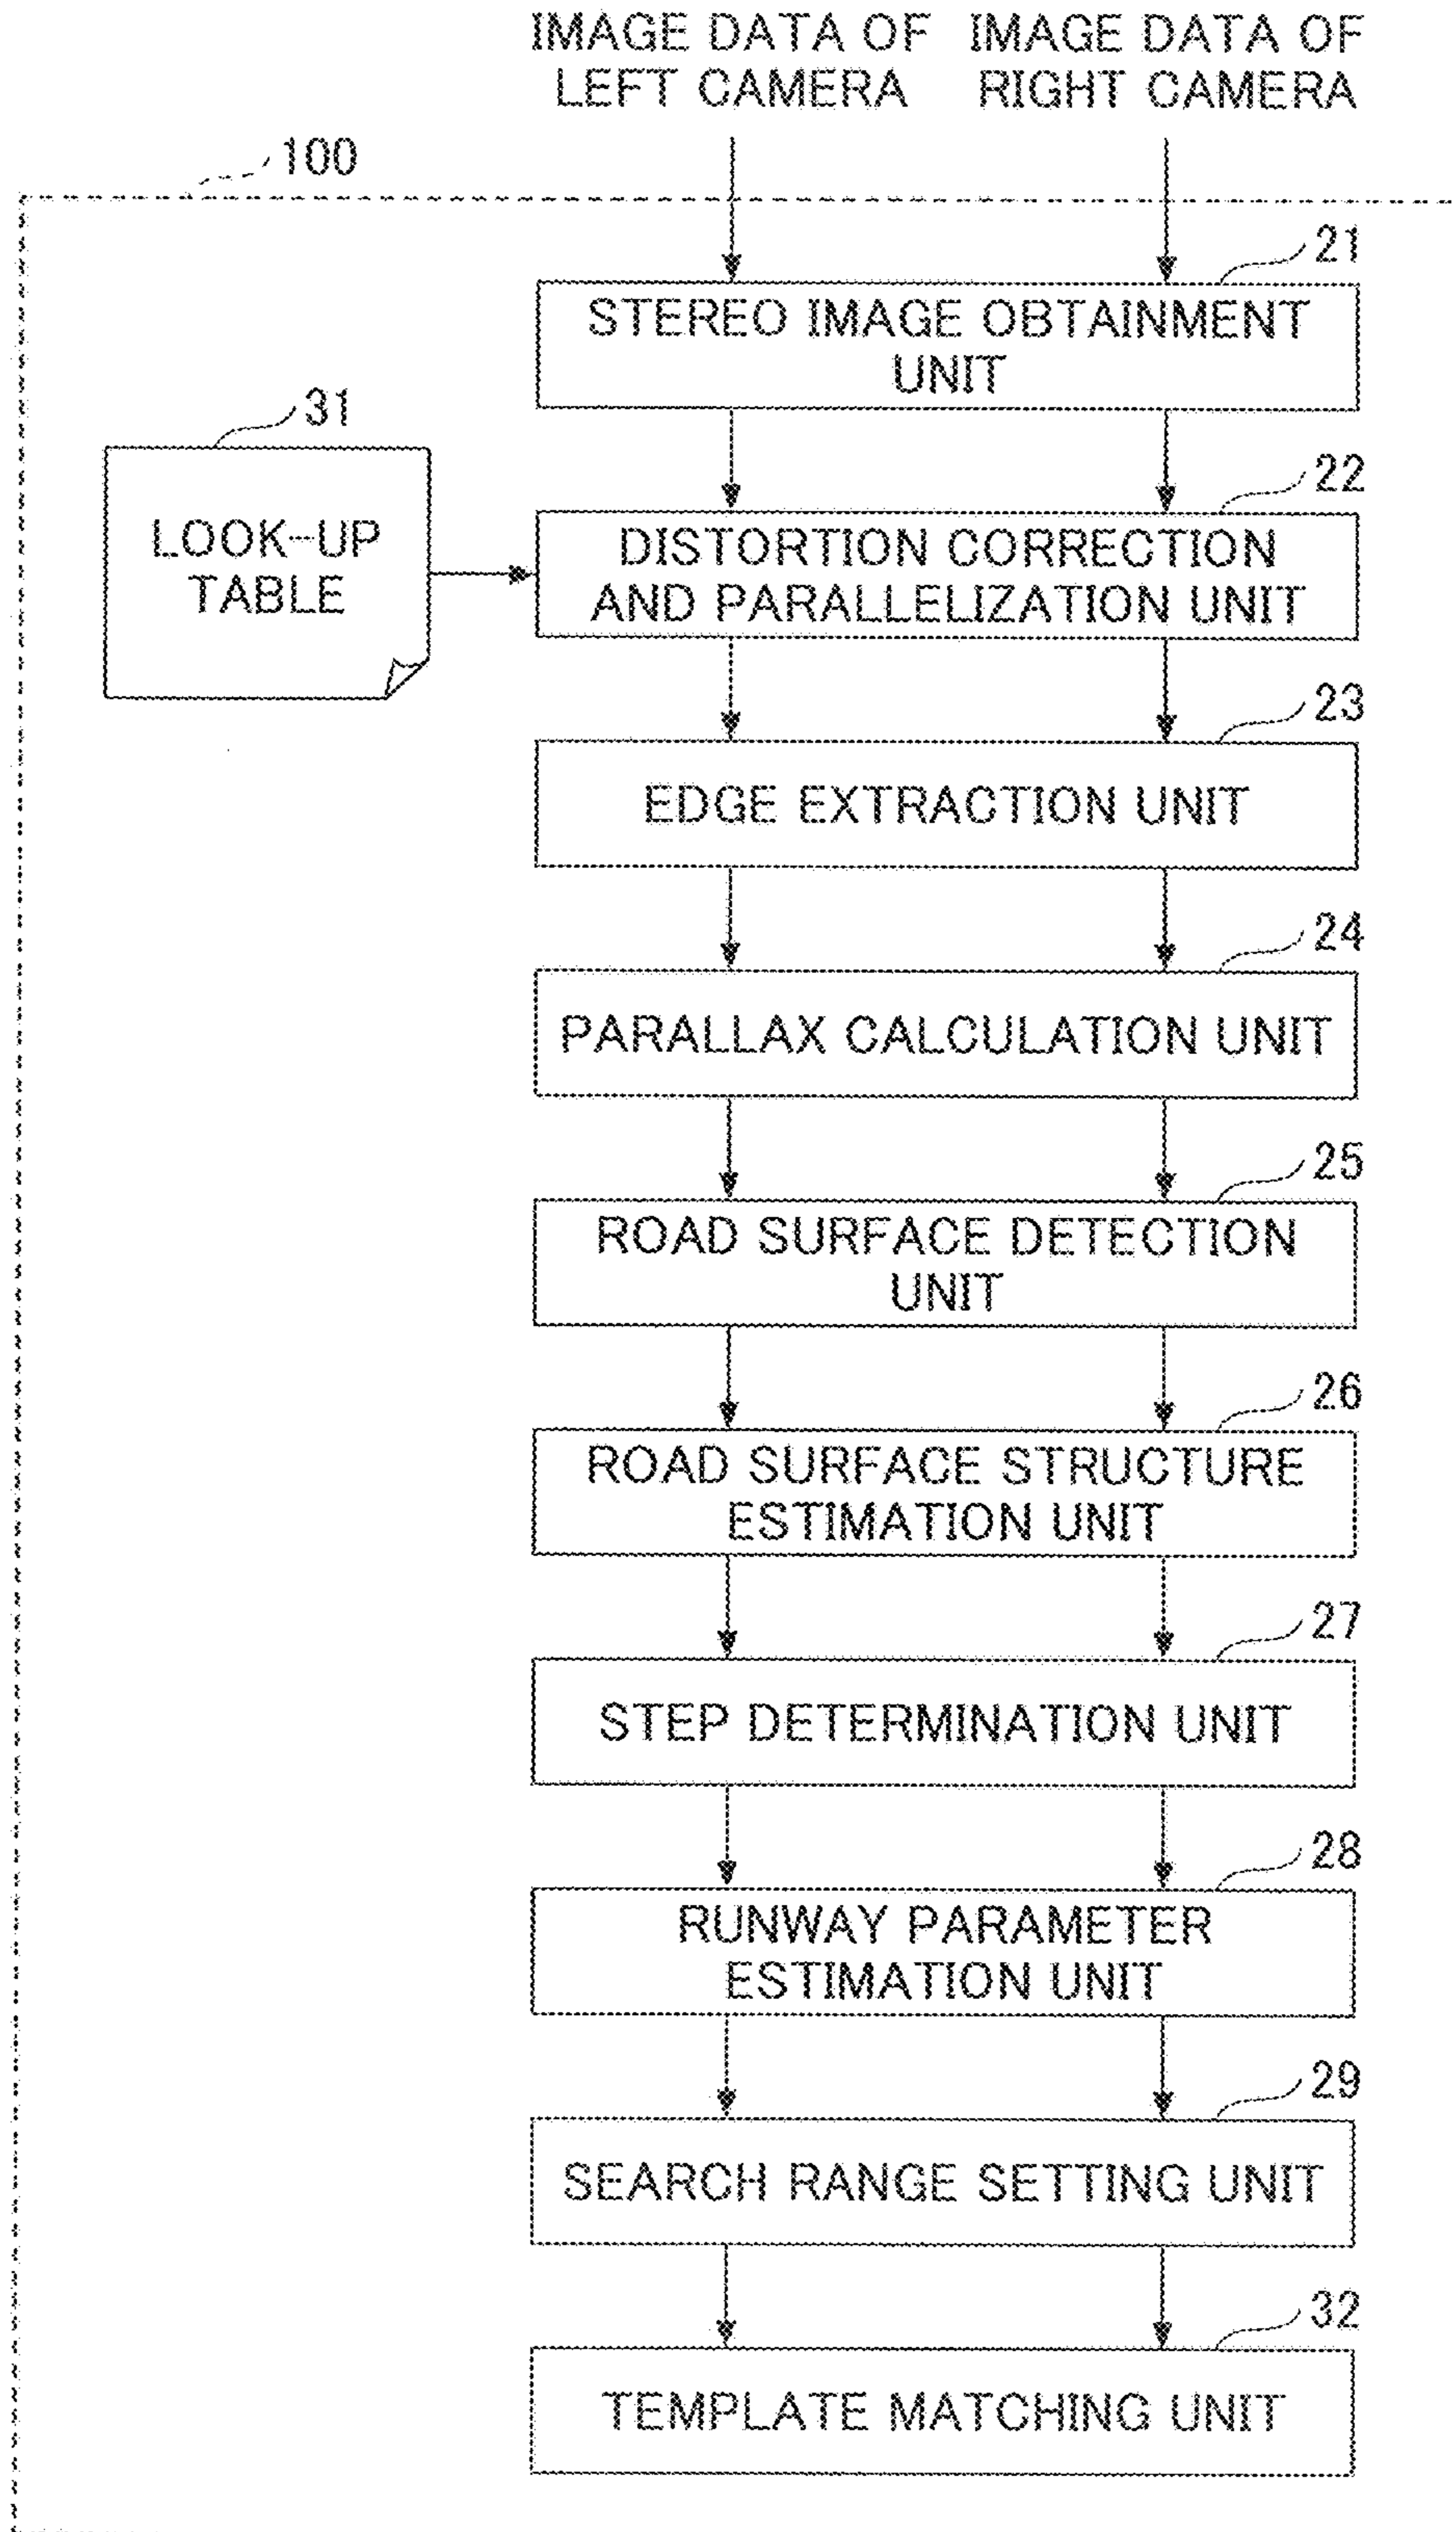 IMAGE DATA OF
LEFT CAMERA
IMAGE DATA OF
RIGHT CAMERA
100
21
STEREO IMAGE OBTAINMENT
UNIT
31
LOOK-UP
TABLE
22
DISTORTION CORRECTION
AND PARALLELIZATION UNIT
23
EDGE EXTRACTION UNIT
24
PARALLAX CALCULATION UNIT
25
ROAD SURFACE DETECTION
UNIT
26
ROAD SURFACE STRUCTURE
ESTIMATION UNIT
27
STEP DETERMINATION UNIT
28
RUNWAY PARAMETER
ESTIMATION UNIT
29
SEARCH RANGE SETTING UNIT
32
TEMPLATE MATCHING UNIT